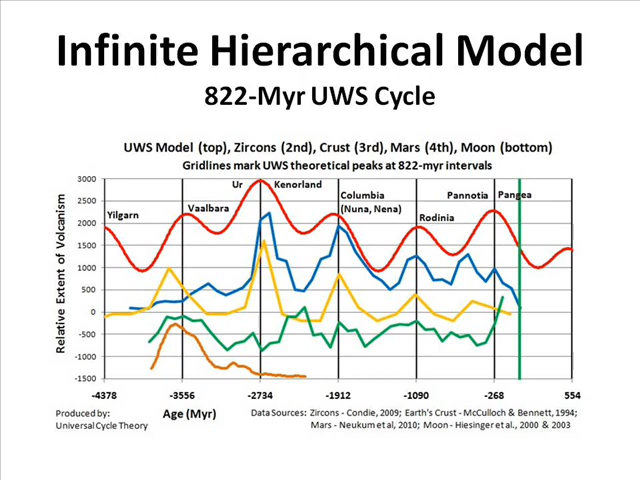 Infinite Hierarchical Model
822-Myr UWS Cycle
UWS Model (top), Zircons (2nd), Crust (3rd), Mars (4th), Moon (bottom)
Gridlines mark UWS theoretical peaks at 822-myr intervals
Relative Extent of Volcanism
3000
2500
2000
1500
1000
500
0
-500
-1000
-1500
Yilgarn
Vaalbara
Ur
Kenorland
Columbia
(Nuna, Nena)
Rodinia
Pannotia
Pangea
-4378
-3556
-2734
-1912
-1090
-268
554
Age (Myr)
Produced by:
Universal Cycle Theory
Data Sources: Zircons - Condie, 2009; Earth's Crust - McCulloch & Bennett, 1994;
Mars - Neukum et al, 2010; Moon - Hiesinger et al., 2000 & 2003